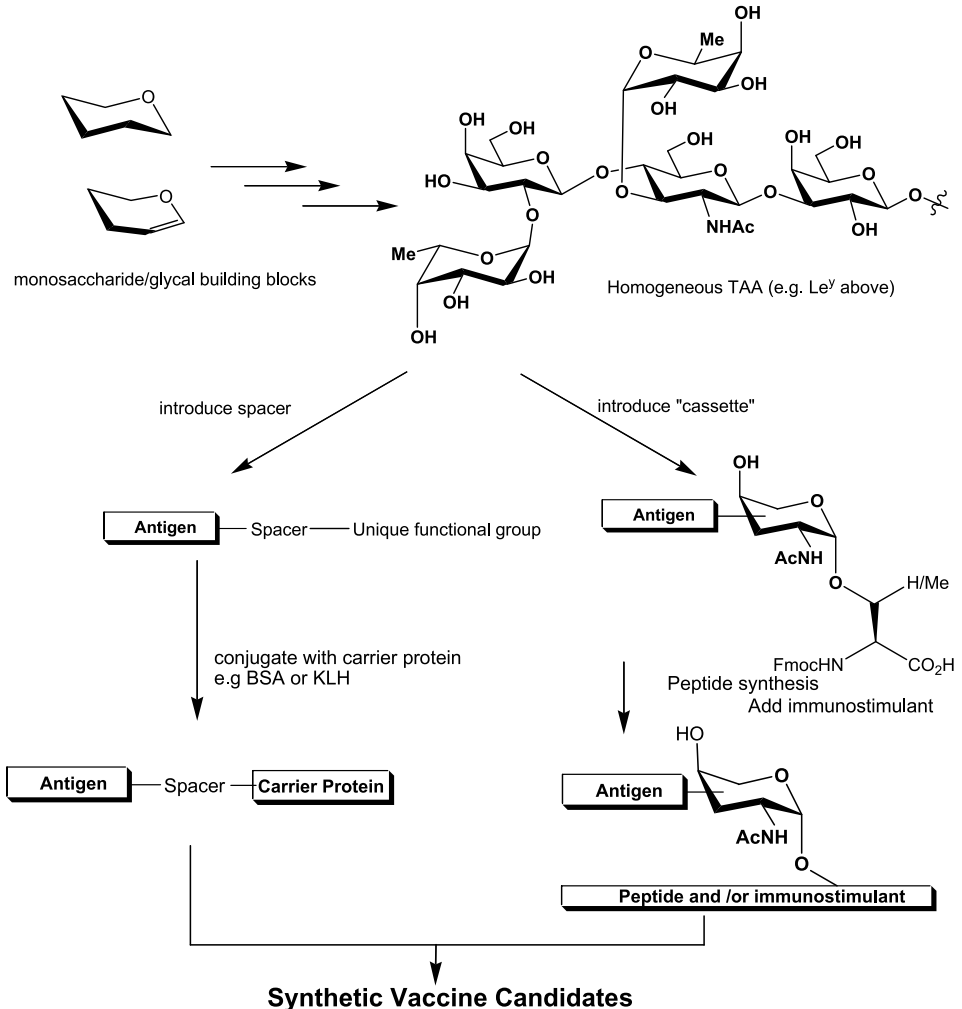 OH
Me
O
O
OH
OH
OH
OH
OH
OH
OH
OH
O
O
O
O
O
HO
O
O
O
O
NHAc
OH
OH
Me
O
O
OH
OH
OH
monosaccharide/glycal building blocks
Homogeneous TAA (e.g. Leʸ above)
introduce spacer
introduce "cassette"
OH
Antigen
Spacer
Unique functional group
Antigen
O
AcNH
O
H/Me
conjugate with carrier protein
e.g BSA or KLH
FmocHN
CO₂H
Peptide synthesis
Add immunostimulant
HO
Antigen
Spacer
Carrier Protein
Antigen
O
AcNH
O
Peptide and /or immunostimulant
Synthetic Vaccine Candidates